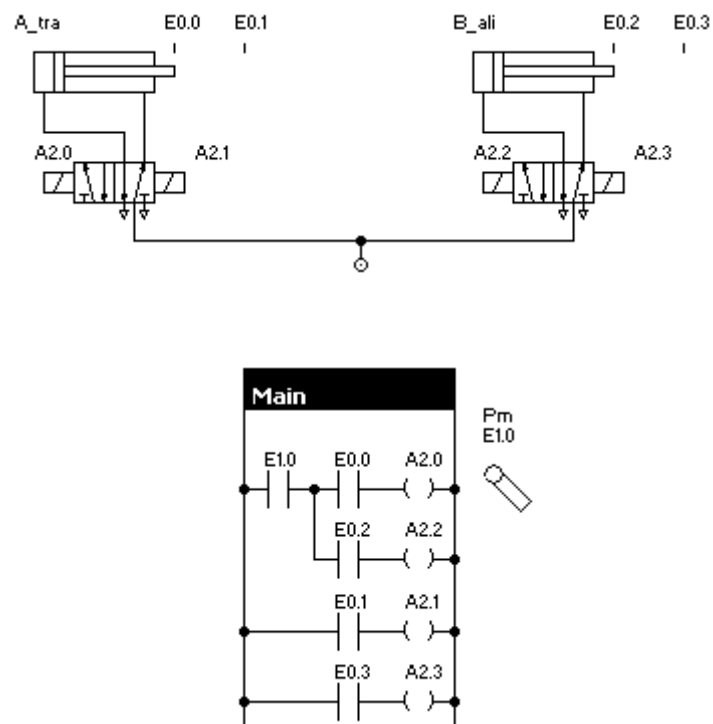 A_tra E0.0 E0.1 B_ali E0.2 E0.3
A2.0 A2.1 A2.2 A2.3
Main
Pm
E1.0
E1.0 E0.0 A2.0
E0.2 A2.2
E0.1 A2.1
E0.3 A2.3